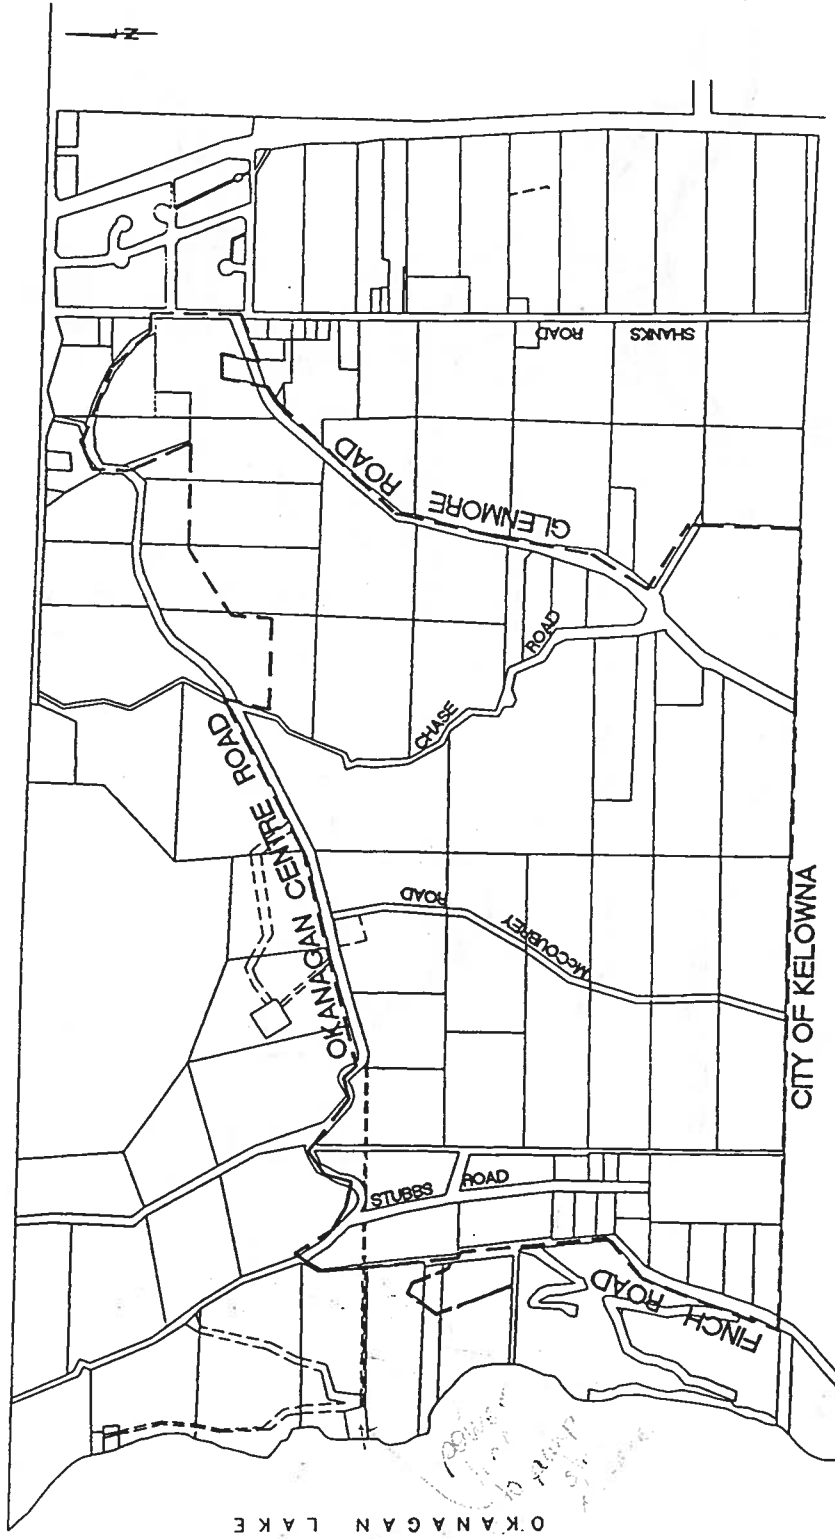 N
SHANKS ROAD
GLENMORE
ROAD
CHASE
ROAD
OKANAGAN CENTRE ROAD
McCOUBREY
ROAD
CITY OF KELOWNA
STUBBS
ROAD
FINCH ROAD
OKANAGAN LAKE